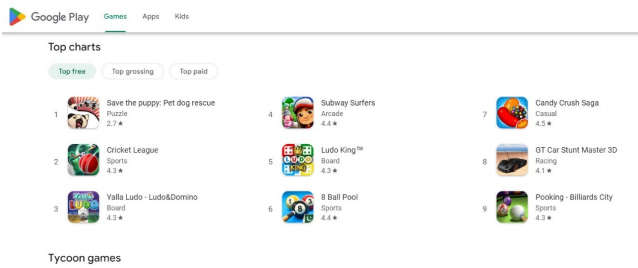 Google Play Games Apps Kids
Top charts
Top free Top grossing Top paid
1
Save the puppy: Pet dog rescue
Puzzle
2.7 ★
2
Cricket League
Sports
4.3 ★
3
Yalla Ludo - Ludo&Domino
Board
4.3 ★
4
Subway Surfers
Arcade
4.4 ★
5
LUDO
KING
Ludo King™
Board
4.3 ★
6
8 Ball Pool
Sports
4.4 ★
7
Candy Crush Saga
Casual
4.5 ★
8
GT Car Stunt Master 3D
Racing
4.1 ★
9
Pooking - Billiards City
Sports
4.3 ★
Tycoon games